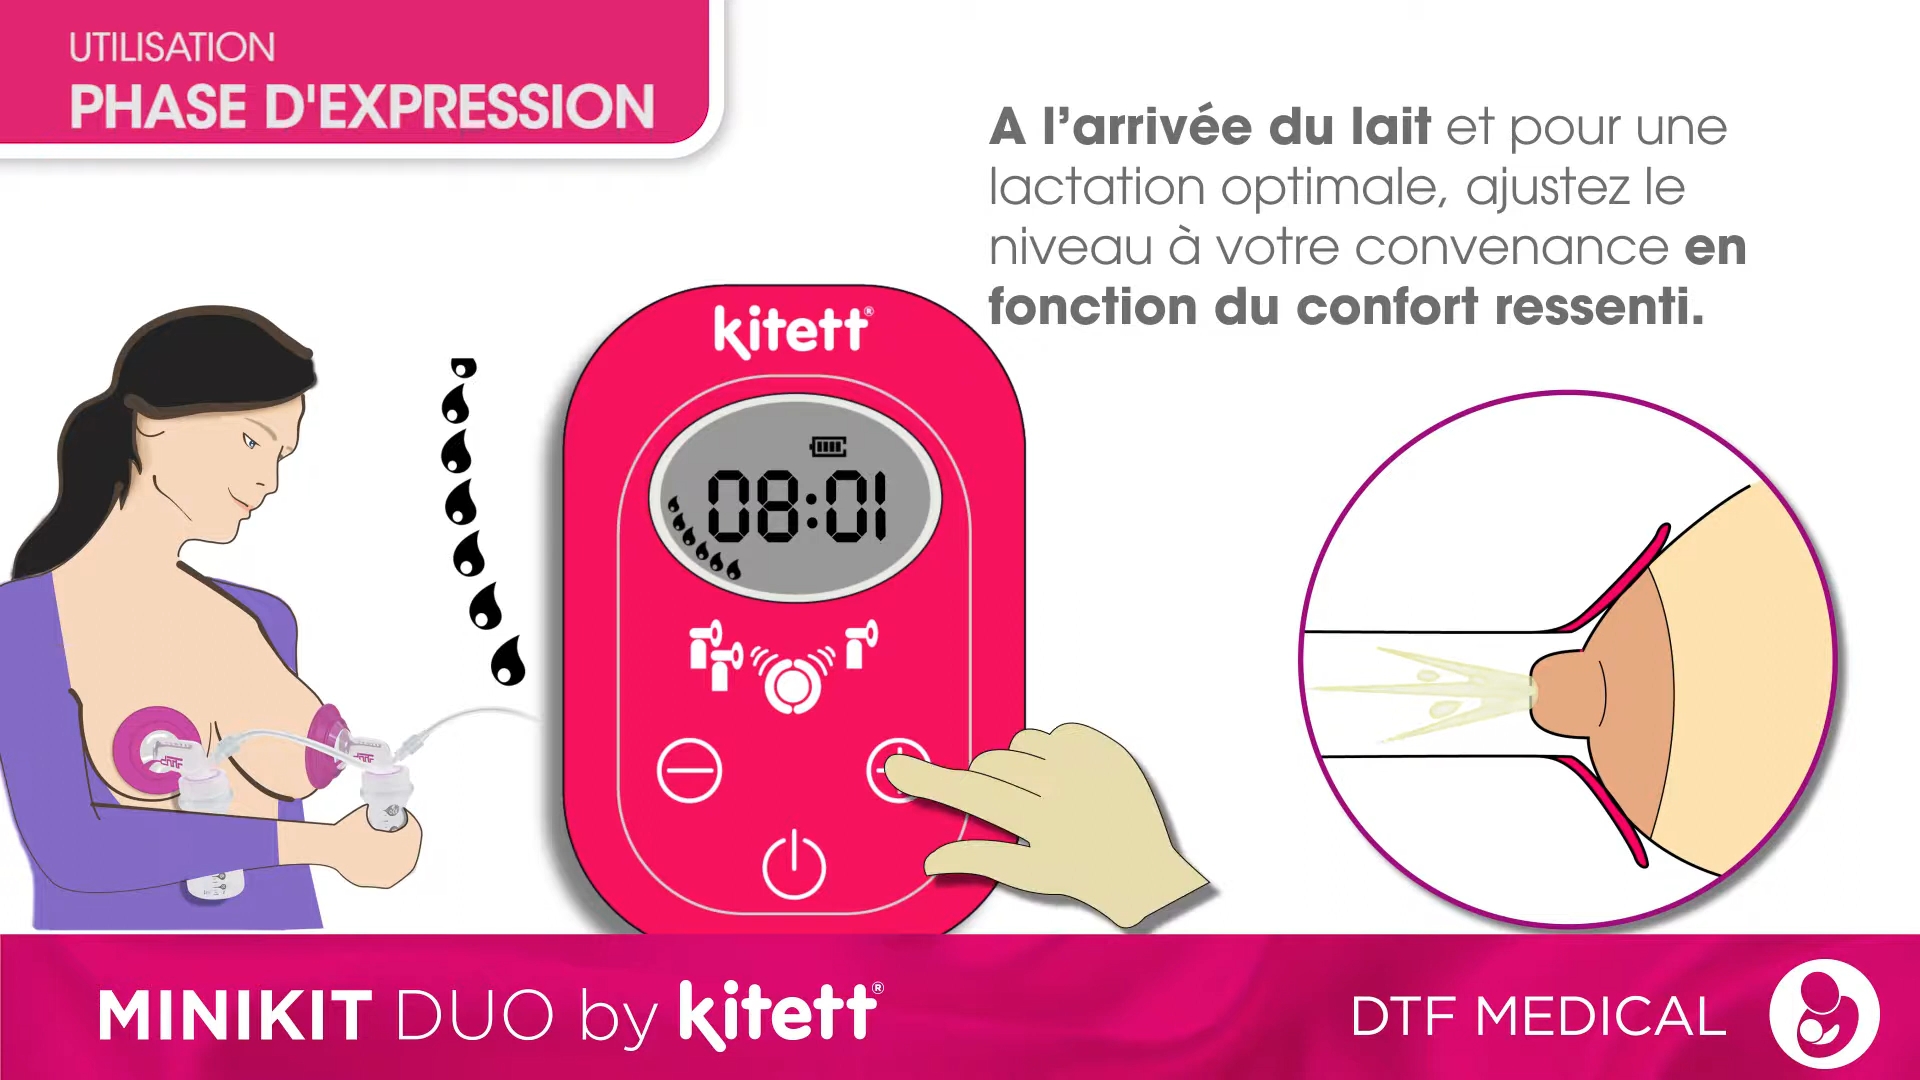 UTILISATION
PHASE D'EXPRESSION
A l’arrivée du lait et pour une
lactation optimale, ajustez le
niveau à votre convenance en
fonction du confort ressenti.
kitett®
08:01
MINIKIT DUO by kitett®
DTF MEDICAL